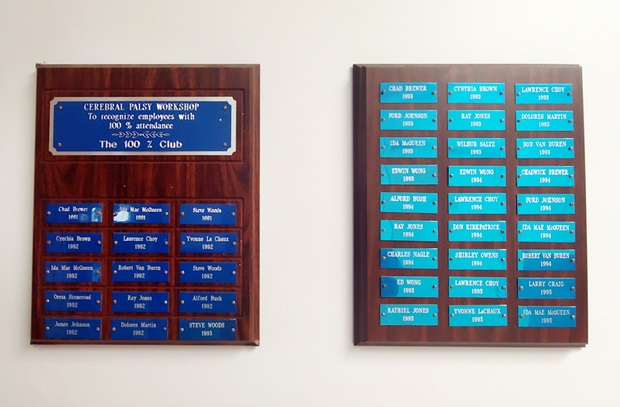 CEREBRAL PALSY WORKSHOP
To recognize employees with
100 % attendance
The 100 % Club
Chad Brewer
1991
Mae McQueen
1991
Steve Woods
1991
Cynthia Brown
1992
Laurence Choy
1992
Yvonne La Chaux
1992
Ida Mae McQueen
1992
Robert Van Buren
1992
Steve Woods
1992
Orena
1992
Ray Jones
1992
Alford Bush
1992
James Johnson
1992
Dolores Martin
1992
STEVE WOODS
1993
CHAD BREWER
1993
CYNTHIA BROWN
1993
LAWRENCE CHOY
1993
FORD JOHNSON
1993
RAY JONES
1993
DOLORES MARTIN
1993
IDA McQUEEN
1993
WILBUR SALTZ
1993
ROB VAN BUREN
1993
EDWIN WONG
1993
EDWIN WONG
1994
CHADWICK BREWER
1994
ALFORD BUSH
1994
LAWRENCE CHOY
1994
FORD JOHNSON
1994
RAY JONES
1994
DON KIRKPATRICK
1994
IDA MAE McQUEEN
1994
CHARLES NAGLE
1994
SHIRLEY OWENS
1994
ROBERT VAN BUREN
1994
ED WONG
1995
LAWRENCE CHOY
1995
LARRY CRAIG
1995
RATHIEL JONES
1995
YVONNE LaCHAUX
1995
IDA MAE McQUEEN
1995